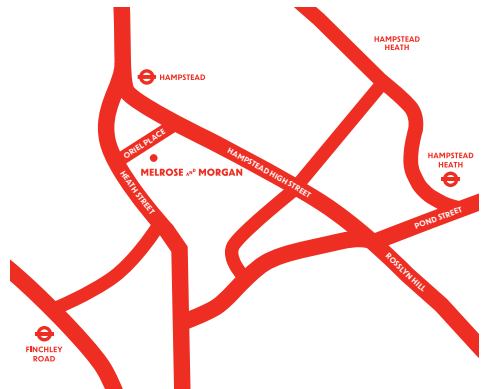 HAMPSTEAD
HEATH
HAMPSTEAD
ORIEL PLACE
HAMPSTEAD HIGH STREET
HAMPSTEAD
HEATH
MELROSE AND MORGAN
HEATH STREET
POND STREET
ROSSLYN HILL
FINCHLEY
ROAD